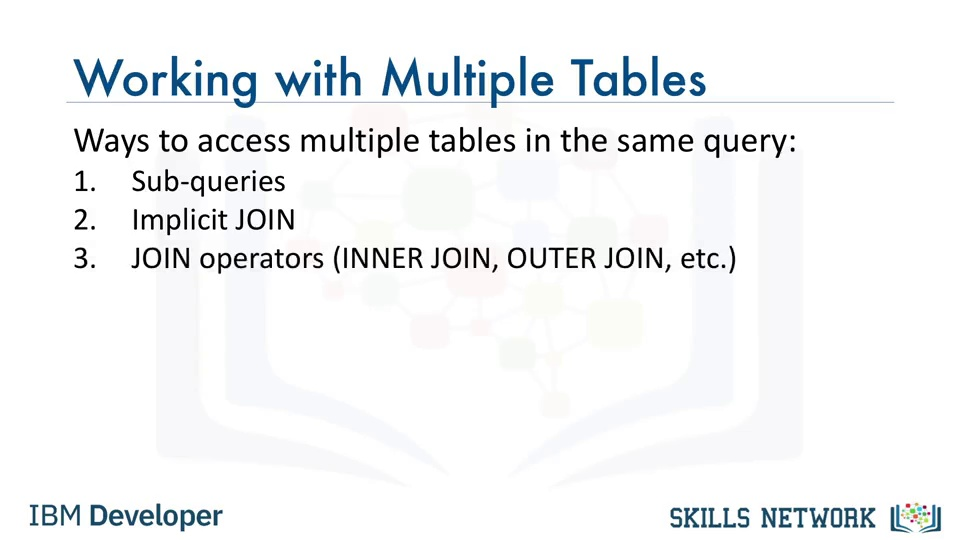 Working with Multiple Tables
Ways to access multiple tables in the same query:
1. Sub-queries
2. Implicit JOIN
3. JOIN operators (INNER JOIN, OUTER JOIN, etc.)
IBM Developer
SKILLS NETWORK